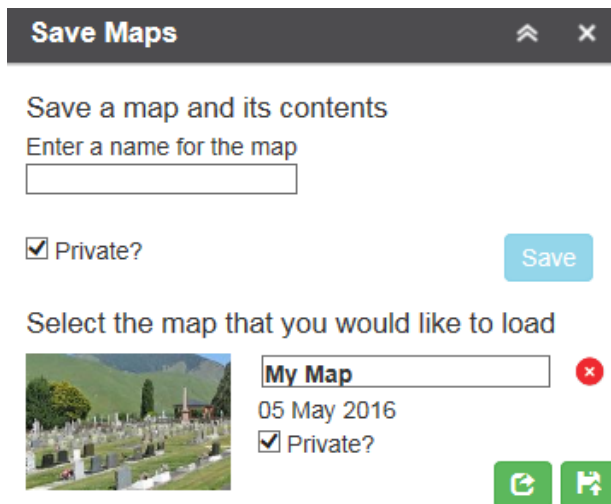 Save Maps
Save a map and its contents
Enter a name for the map
Private?
Save
Select the map that you would like to load
My Map
05 May 2016
Private?